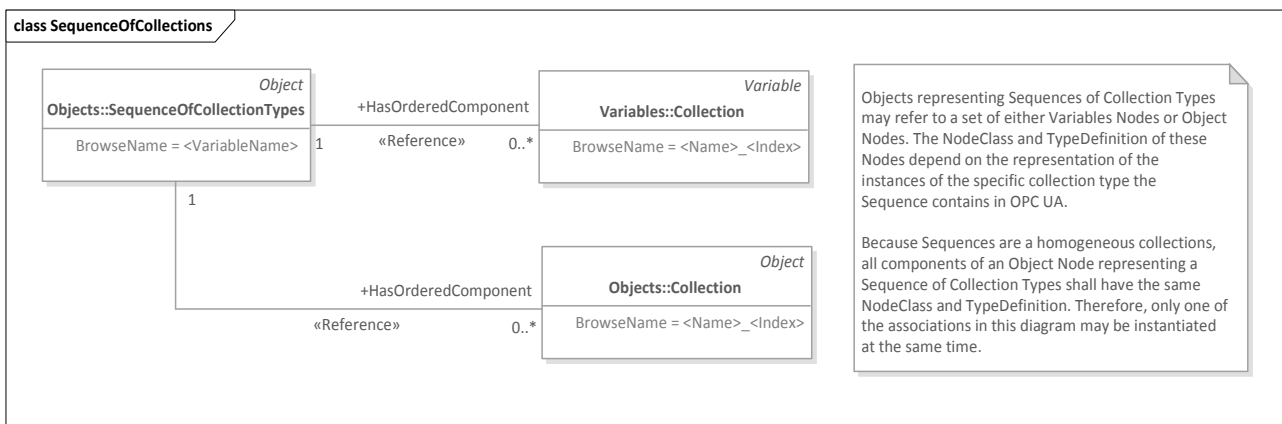 class SequenceOfCollections
Object
Objects::SequenceOfCollectionTypes
BrowseName = <VariableName>
1
+HasOrderedComponent
«Reference»
0..*
Variable
Variables::Collection
BrowseName = <Name>_<Index>
1
+HasOrderedComponent
«Reference»
0..*
Object
Objects::Collection
BrowseName = <Name>_<Index>
Objects representing Sequences of Collection Types
may refer to a set of either Variables Nodes or Object
Nodes. The NodeClass and TypeDefinition of these
Nodes depend on the representation of the
instances of the specific collection type the
Sequence contains in OPC UA.
Because Sequences are a homogeneous collections,
all components of an Object Node representing a
Sequence of Collection Types shall have the same
NodeClass and TypeDefinition. Therefore, only one of
the associations in this diagram may be instantiated
at the same time.